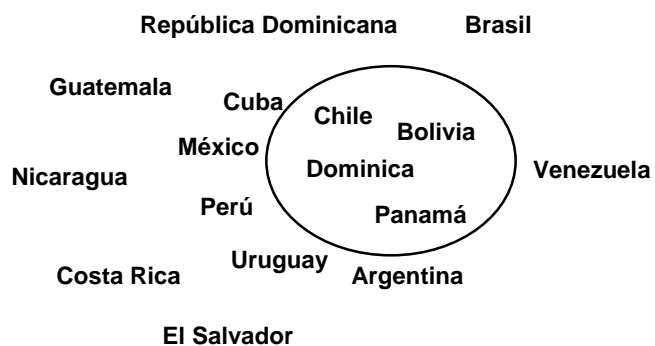 República Dominicana
Brasil
Guatemala
Cuba
Chile
Bolivia
México
Dominica
Venezuela
Nicaragua
Perú
Panamá
Uruguay
Costa Rica
Argentina
El Salvador